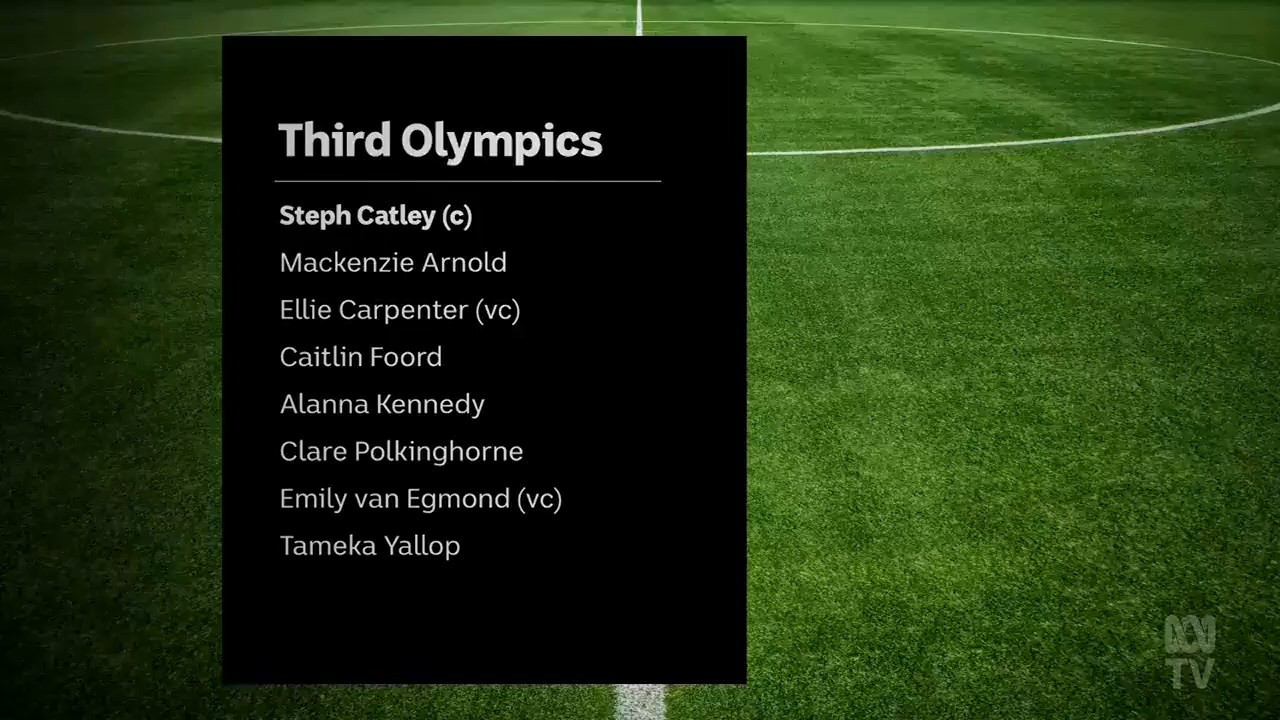 Third Olympics
Steph Catley (c)
Mackenzie Arnold
Ellie Carpenter (vc)
Caitlin Foord
Alanna Kennedy
Clare Polkinghorne
Emily van Egmond (vc)
Tameka Yallop
TV